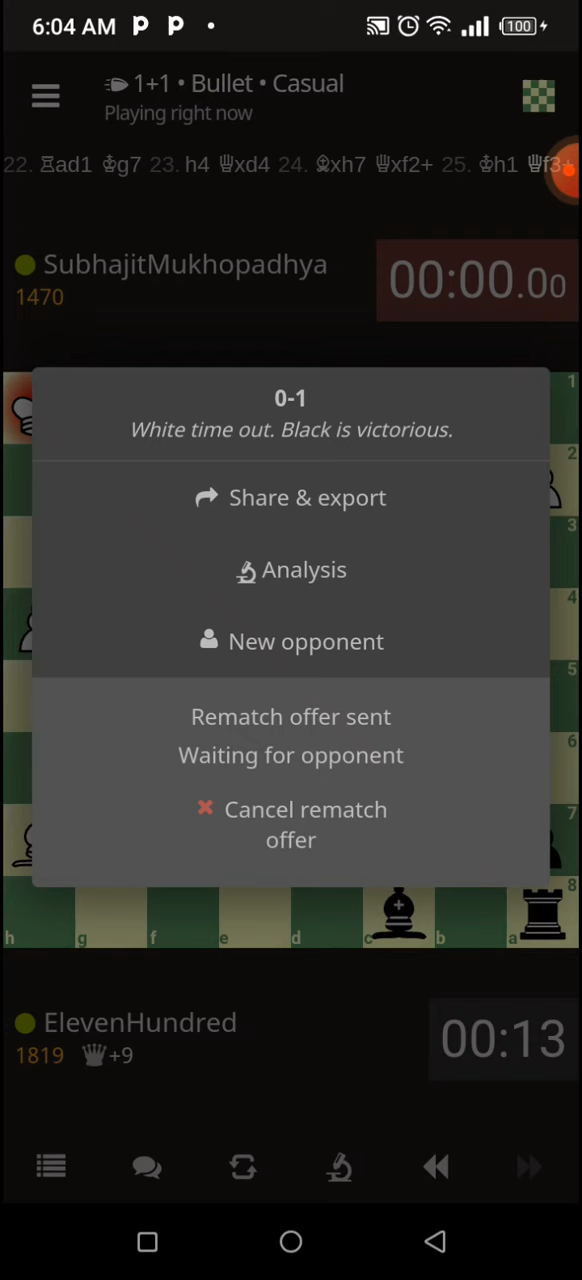 6:04 AM
100
1+1 • Bullet • Casual
Playing right now
22. ♖ad1 ♔g7 23. h4 ♕xd4 24. ♗xh7 ♕xf2+ 25. ♔h1 ♕f3+
SubhajitMukhopadhya
1470
00:00.00
0-1
White time out. Black is victorious.
Share & export
Analysis
New opponent
Rematch offer sent
Waiting for opponent
Cancel rematch
offer
1
2
3
4
5
6
7
8
h g f e d c b a
ElevenHundred
1819 +9
00:13